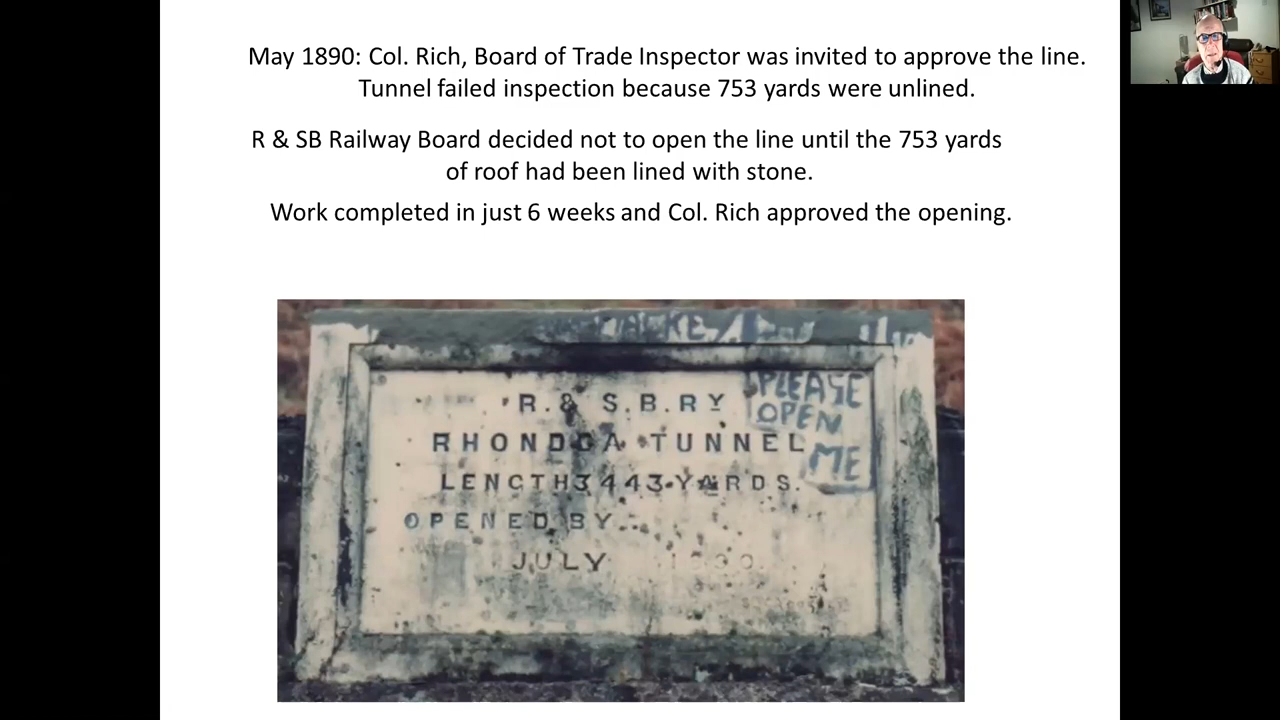 May 1890: Col. Rich, Board of Trade Inspector was invited to approve the line.
Tunnel failed inspection because 753 yards were unlined.
R & SB Railway Board decided not to open the line until the 753 yards
of roof had been lined with stone.
Work completed in just 6 weeks and Col. Rich approved the opening.
R. & S. B. RY
RHONDDA TUNNEL
LENGTH 3443 YARDS.
OPENED BY
JULY
PLEASE
OPEN
ME